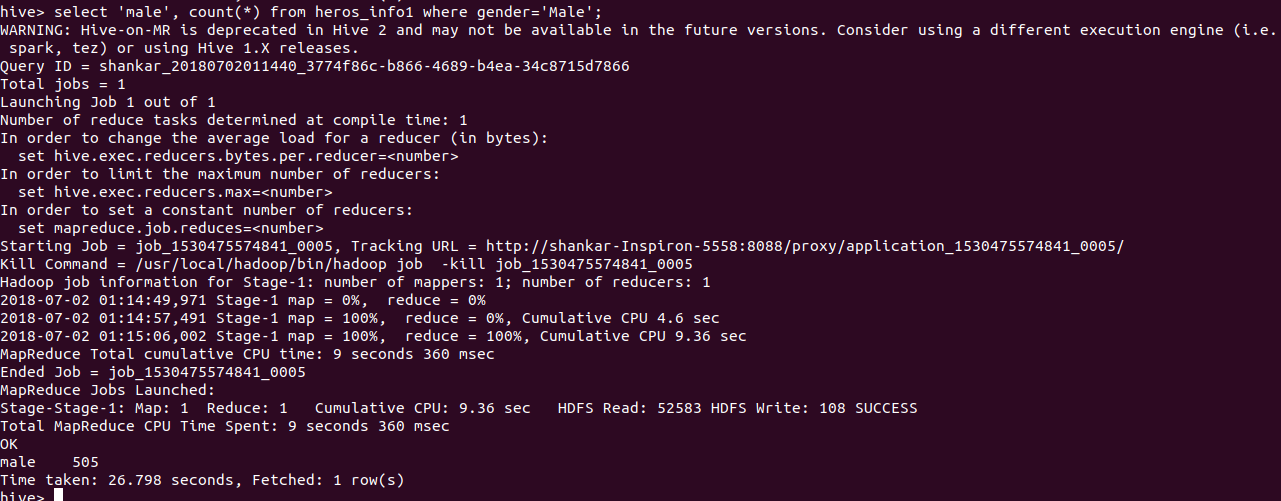 hive> select 'male', count(*) from heros_info1 where gender='Male';
WARNING: Hive-on-MR is deprecated in Hive 2 and may not be available in the future versions. Consider using a different execution engine (i.e.
 spark, tez) or using Hive 1.X releases.
Query ID = shankar_20180702011440_3774f86c-b866-4689-b4ea-34c8715d7866
Total jobs = 1
Launching Job 1 out of 1
Number of reduce tasks determined at compile time: 1
In order to change the average load for a reducer (in bytes):
  set hive.exec.reducers.bytes.per.reducer=<number>
In order to limit the maximum number of reducers:
  set hive.exec.reducers.max=<number>
In order to set a constant number of reducers:
  set mapreduce.job.reduces=<number>
Starting Job = job_1530475574841_0005, Tracking URL = http://shankar-Inspiron-5558:8088/proxy/application_1530475574841_0005/
Kill Command = /usr/local/hadoop/bin/hadoop job  -kill job_1530475574841_0005
Hadoop job information for Stage-1: number of mappers: 1; number of reducers: 1
2018-07-02 01:14:49,971 Stage-1 map = 0%,  reduce = 0%
2018-07-02 01:14:57,491 Stage-1 map = 100%,  reduce = 0%, Cumulative CPU 4.6 sec
2018-07-02 01:15:06,002 Stage-1 map = 100%,  reduce = 100%, Cumulative CPU 9.36 sec
MapReduce Total cumulative CPU time: 9 seconds 360 msec
Ended Job = job_1530475574841_0005
MapReduce Jobs Launched:
Stage-Stage-1: Map: 1  Reduce: 1   Cumulative CPU: 9.36 sec   HDFS Read: 52583 HDFS Write: 108 SUCCESS
Total MapReduce CPU Time Spent: 9 seconds 360 msec
OK
male    505
Time taken: 26.798 seconds, Fetched: 1 row(s)
hive>